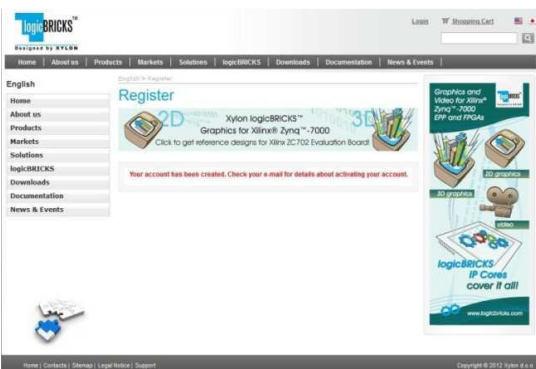 logicBRICKS™
Designed by XYLON
Login
Shopping Cart
Home | About us | Products | Markets | Solutions | logicBRICKS | Downloads | Documentation | News & Events
English
Home
About us
Products
Markets
Solutions
logicBRICKS
Downloads
Documentation
News & Events
English > Register
Register
2D
3D
Xylon logicBRICKS™
Graphics for Xilinx® Zynq™-7000
Click to get reference designs for Xilinx ZC702 Evaluation Board!
Your account has been created. Check your e-mail for details about activating your account.
Graphics and
Video for Xilinx®
Zynq™-7000
EPP and FPGAs
2D graphics
3D graphics
video
logicBRICKS
IP Cores
cover it all!
www.logicbricks.com
Home | Contacts | Sitemap | Legal Notice | Support
Copyright © 2012 Xylon d.o.o.